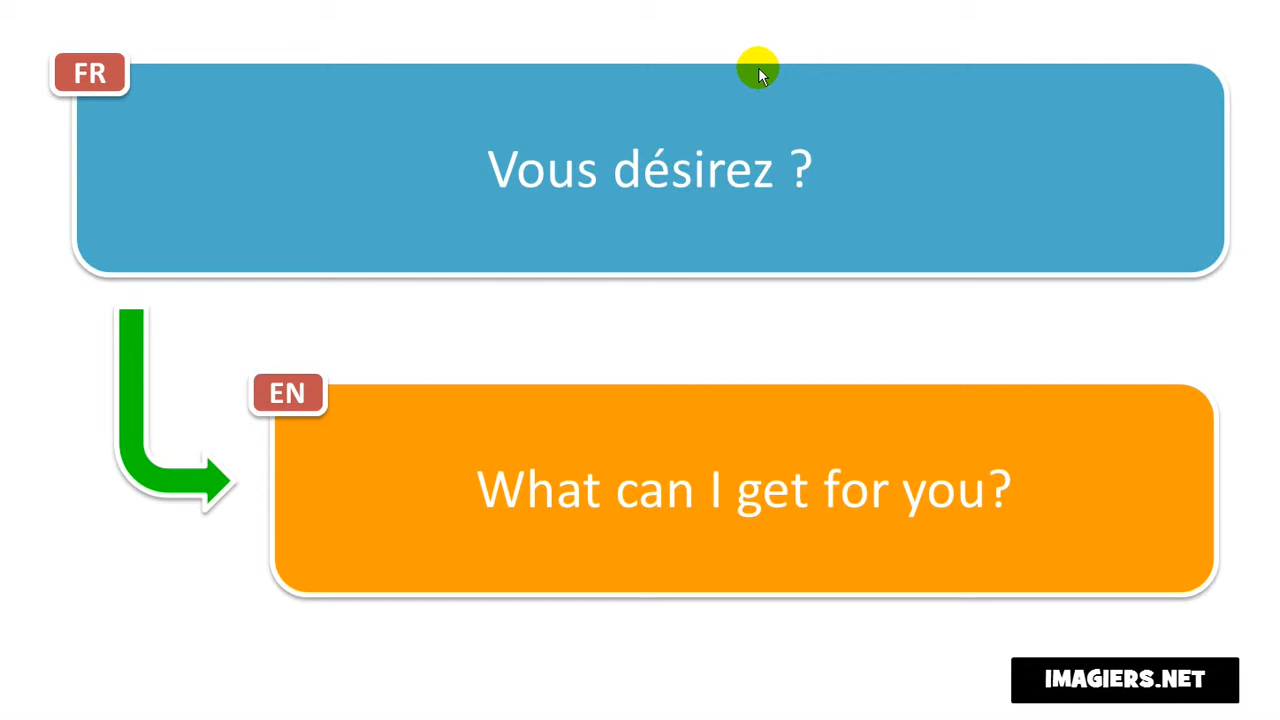 FR
Vous désirez ?
EN
What can I get for you?
IMAGIERS.NET